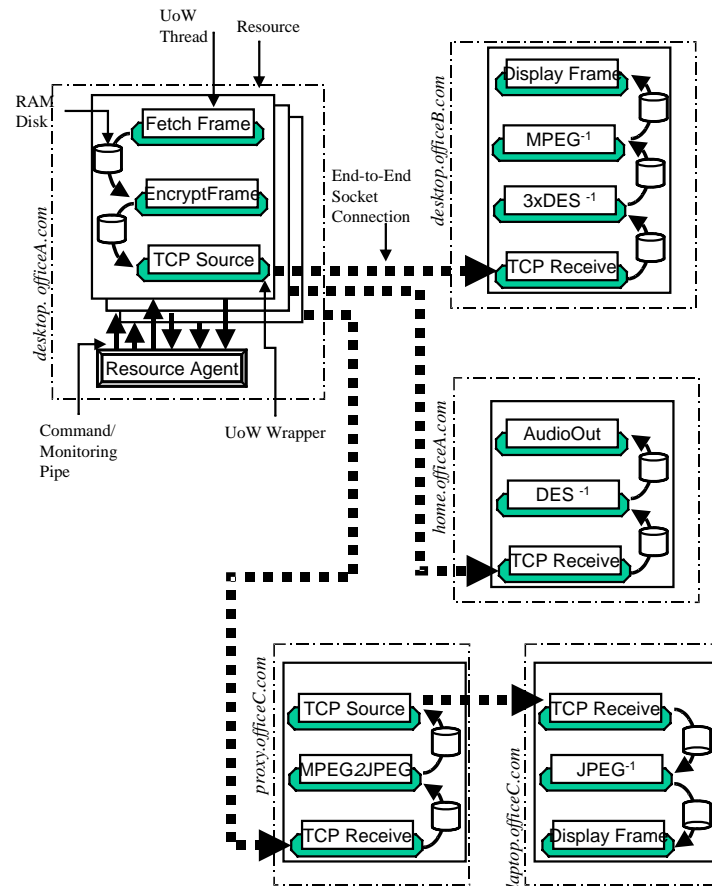 UoW
Thread
Resource
RAM
Disk
desktop. officeA.com
Fetch Frame
EncryptFrame
TCP Source
Resource Agent
Command/
Monitoring
Pipe
UoW Wrapper
End-to-End
Socket
Connection
desktop.officeB.com
Display Frame
MPEG-1
3xDES -1
TCP Receive
home.officeA.com
AudioOut
DES -1
TCP Receive
proxy.officeC.com
TCP Source
MPEG2JPEG
TCP Receive
laptop.officeC.com
TCP Receive
JPEG-1
Display Frame